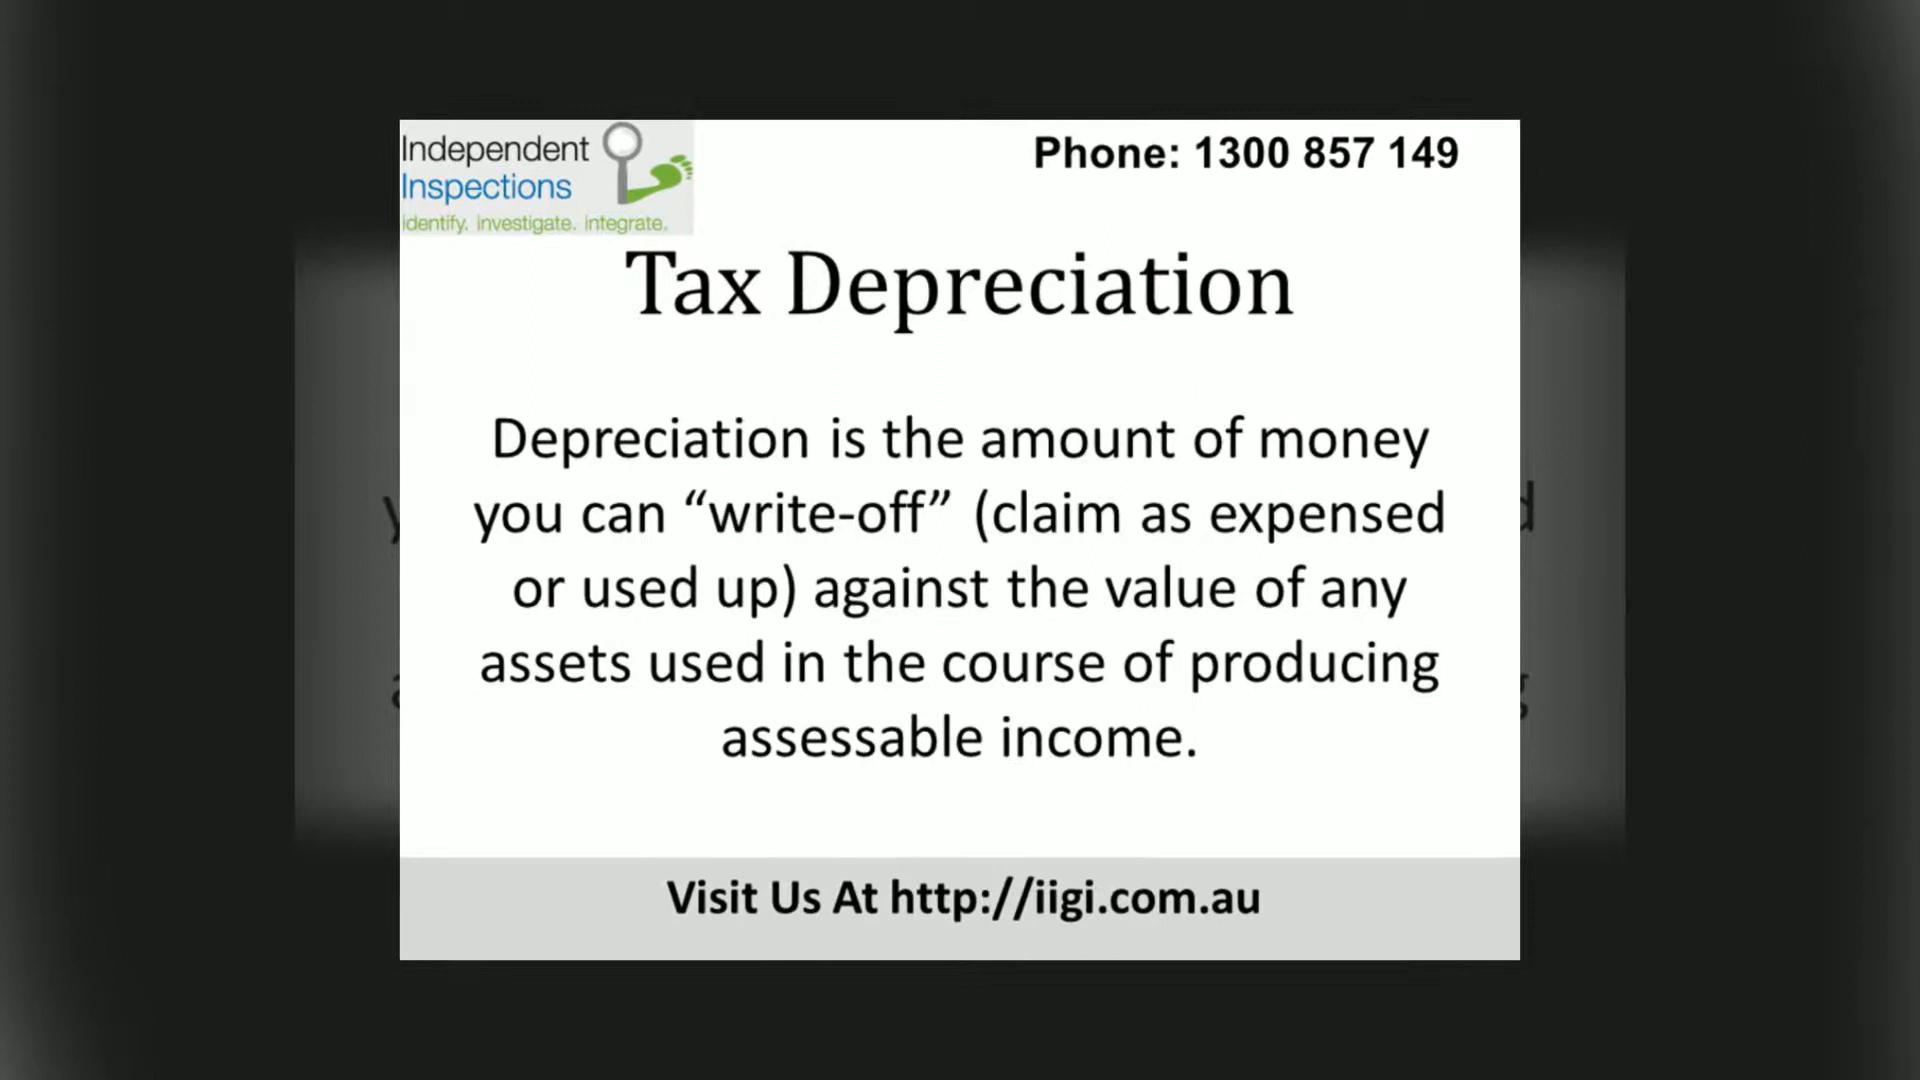 Independent
Inspections
identify. investigate. integrate.
Phone: 1300 857 149
Tax Depreciation
Depreciation is the amount of money
you can “write-off” (claim as expensed
or used up) against the value of any
assets used in the course of producing
assessable income.
Visit Us At http://iigi.com.au